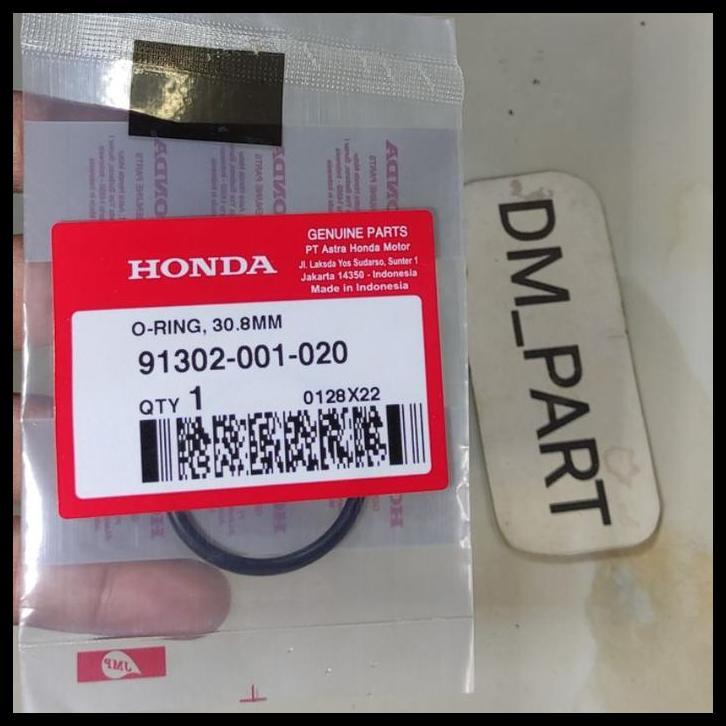 HONDA
GENUINE PARTS
PT Astra Honda Motor
Jl. Laksda Yos Sudarso, Sunter 1
Jakarta 14350 - Indonesia
Made in Indonesia
O-RING, 30.8MM
91302-001-020
QTY 1
0128X22
DM_PART
JMP